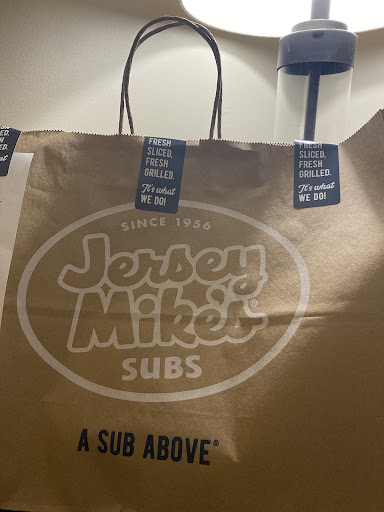 FRESH
SLICED.
FRESH
GRILLED.
It's what
WE DO!
FRESH
SLICED.
FRESH
GRILLED.
It's what
WE DO!
SINCE 1956
Jersey
Mike's®
SUBS
A SUB ABOVE®